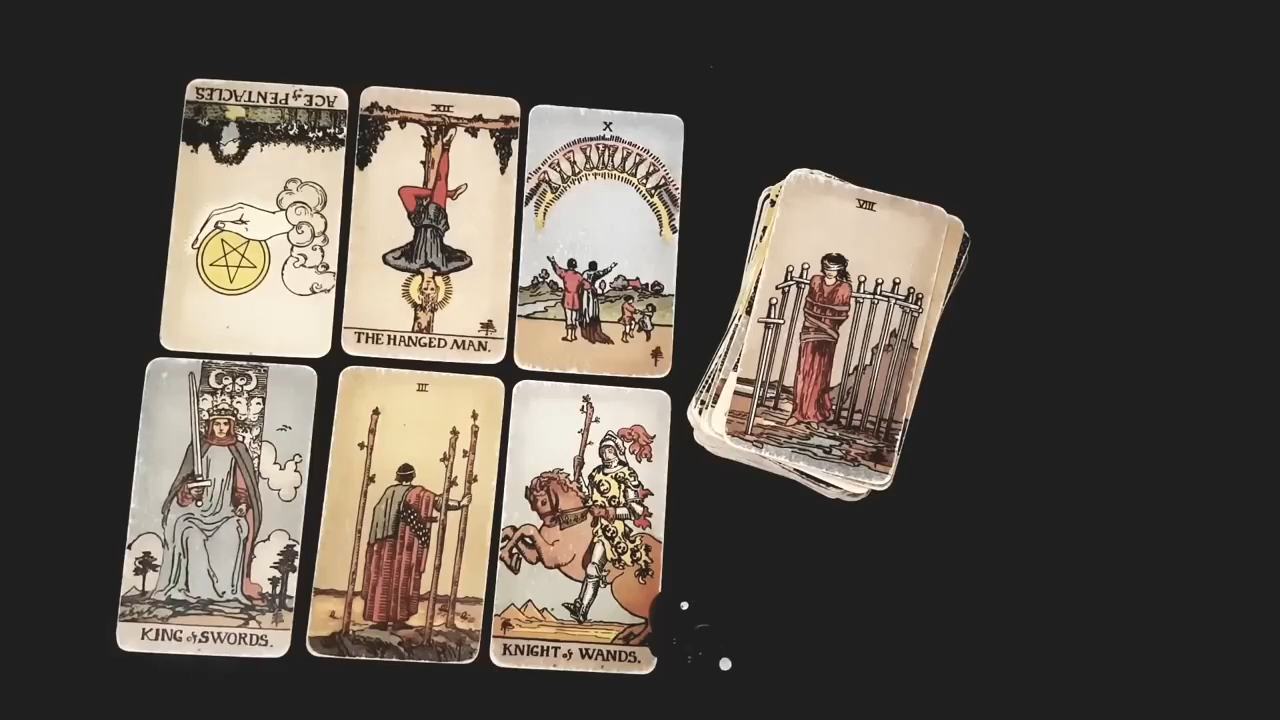 ACE of PENTACLES
XII
X
VIII
THE HANGED MAN.
III
KING of SWORDS.
KNIGHT of WANDS.